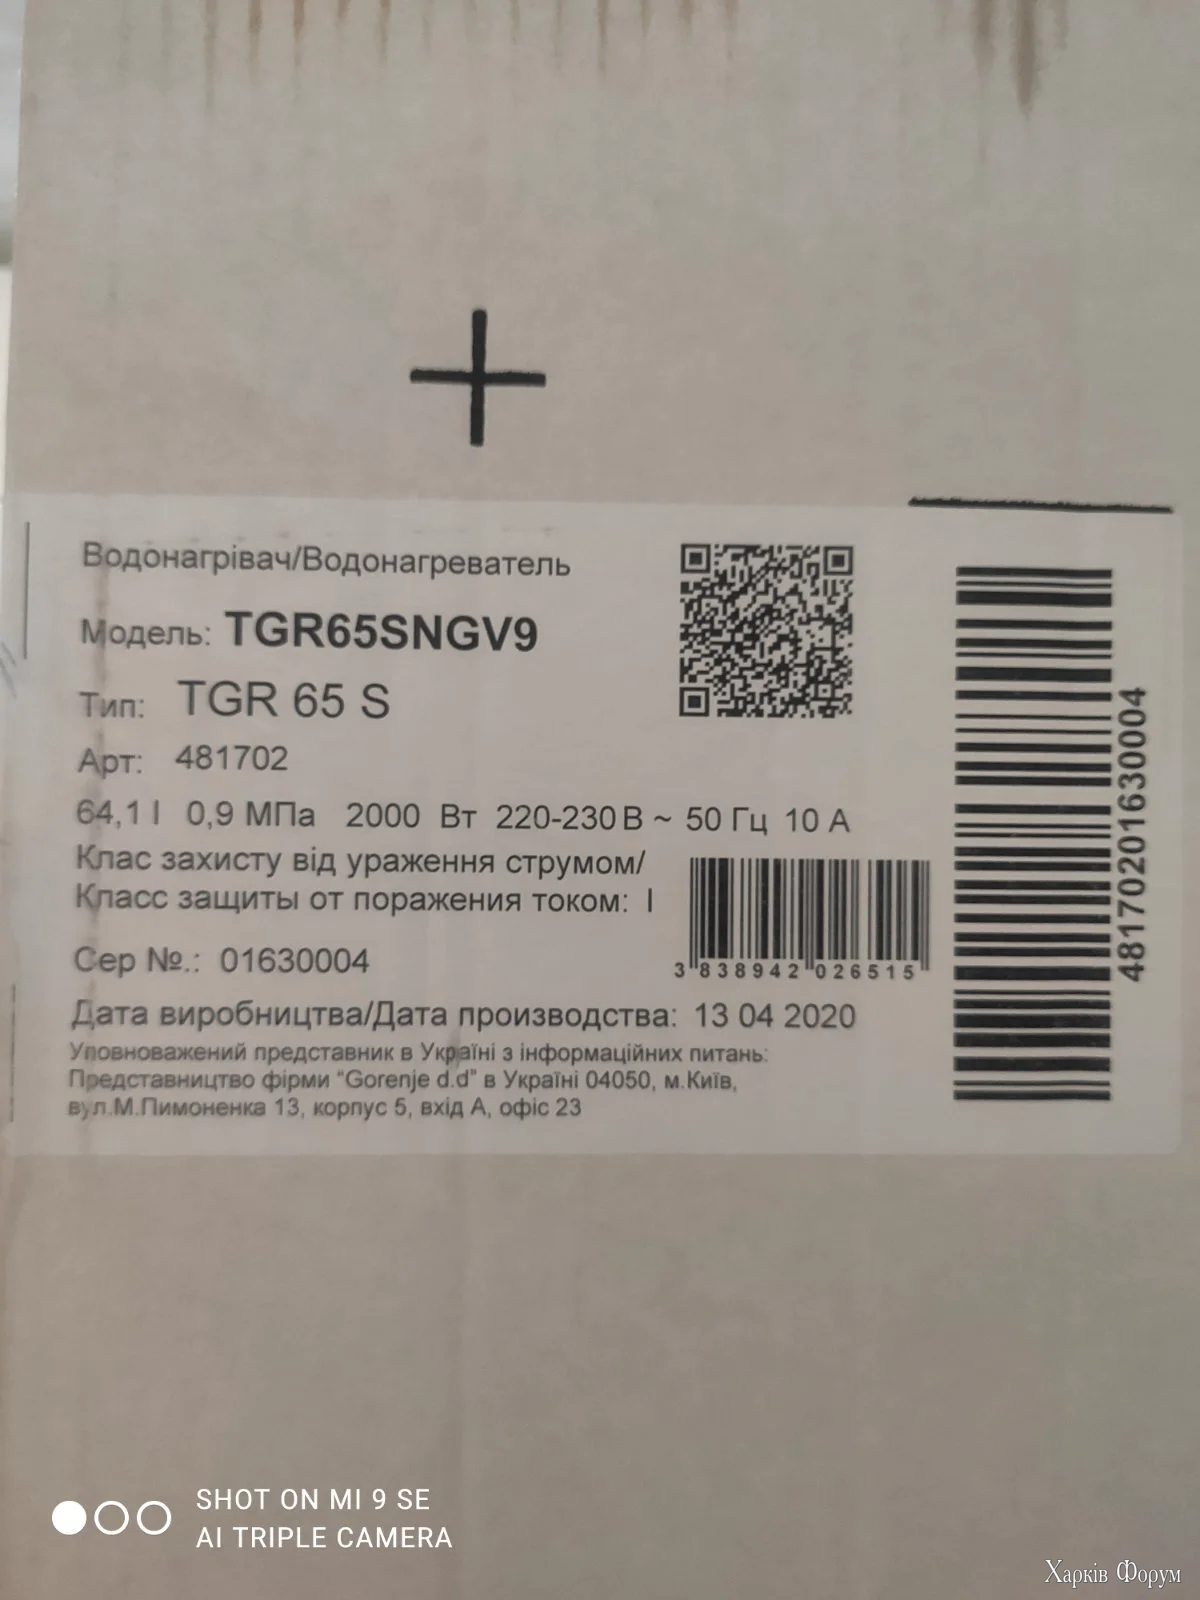 Водонагрівач/Водонагреватель
Модель: TGR65SNGV9
Тип: TGR 65 S
Арт: 481702
64,1 l 0,9 МПа 2000 Вт 220-230 В ~ 50 Гц 10 А
Клас захисту від ураження струмом/
Класс защиты от поражения током: I
Сер №.: 01630004
3 838942 026515
48170201630004
Дата виробництва/Дата производства: 13 04 2020
Уповноважений представник в Україні з інформаційних питань:
Представництво фірми "Gorenje d.d" в Україні 04050, м.Київ,
вул.М.Пимоненка 13, корпус 5, вхід А, офіс 23
SHOT ON MI 9 SE
AI TRIPLE CAMERA
Харків Форум